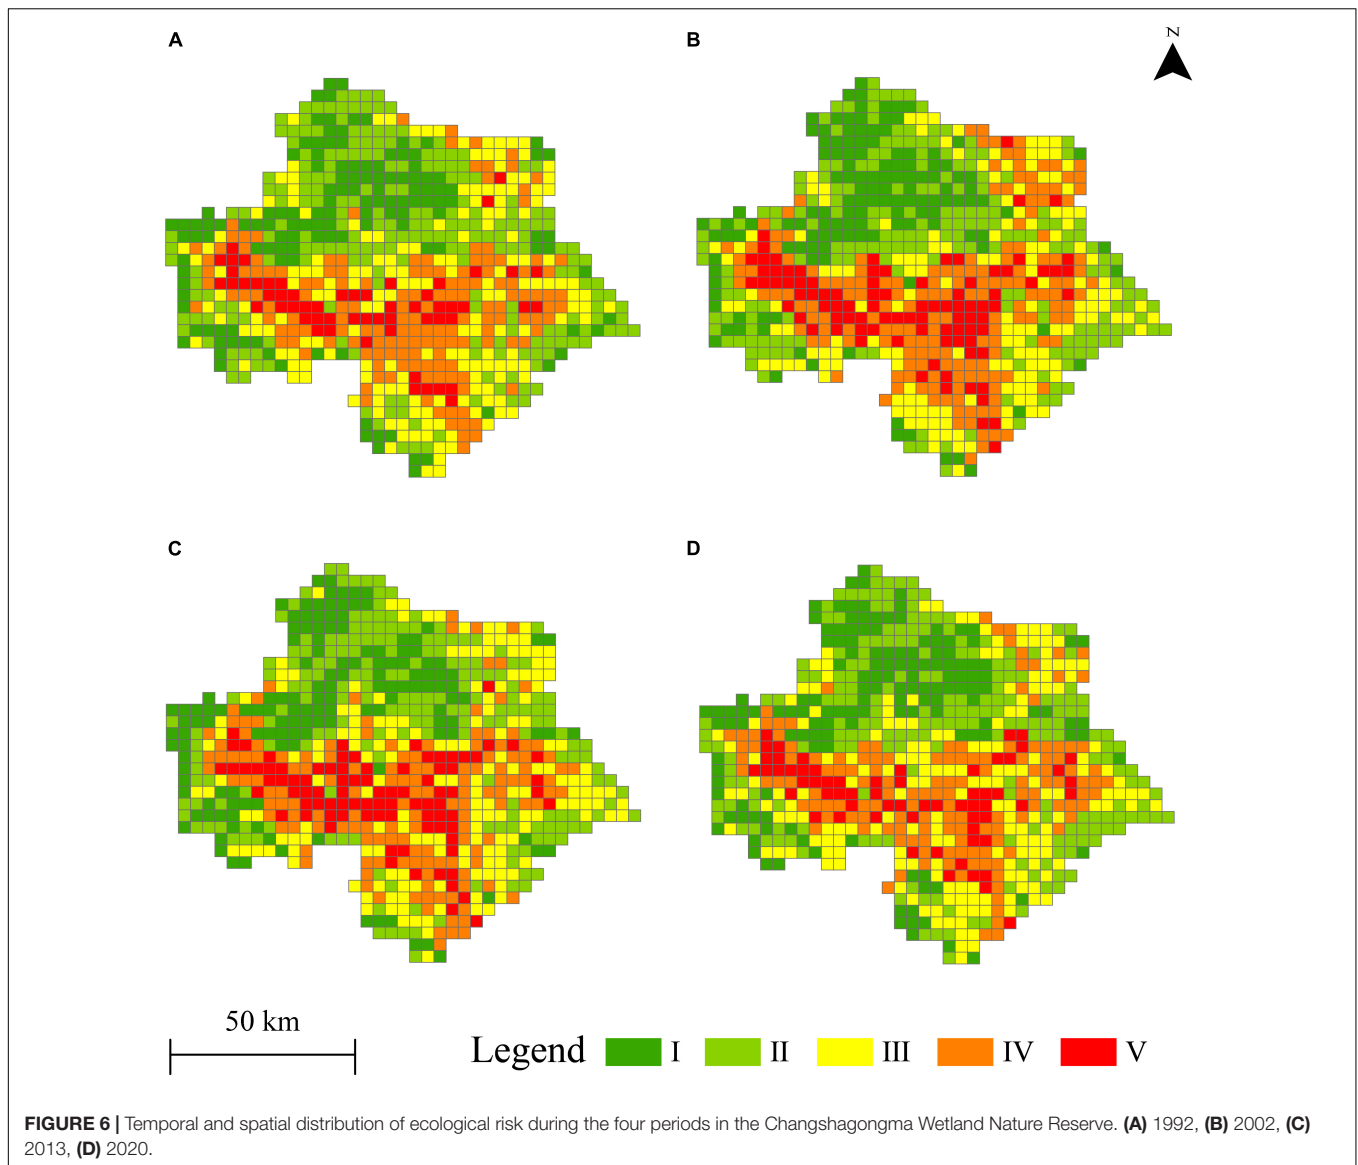 A
B
N
C
D
50 km
Legend I II III IV V
FIGURE 6 | Temporal and spatial distribution of ecological risk during the four periods in the Changshagongma Wetland Nature Reserve. (A) 1992, (B) 2002, (C)
2013, (D) 2020.